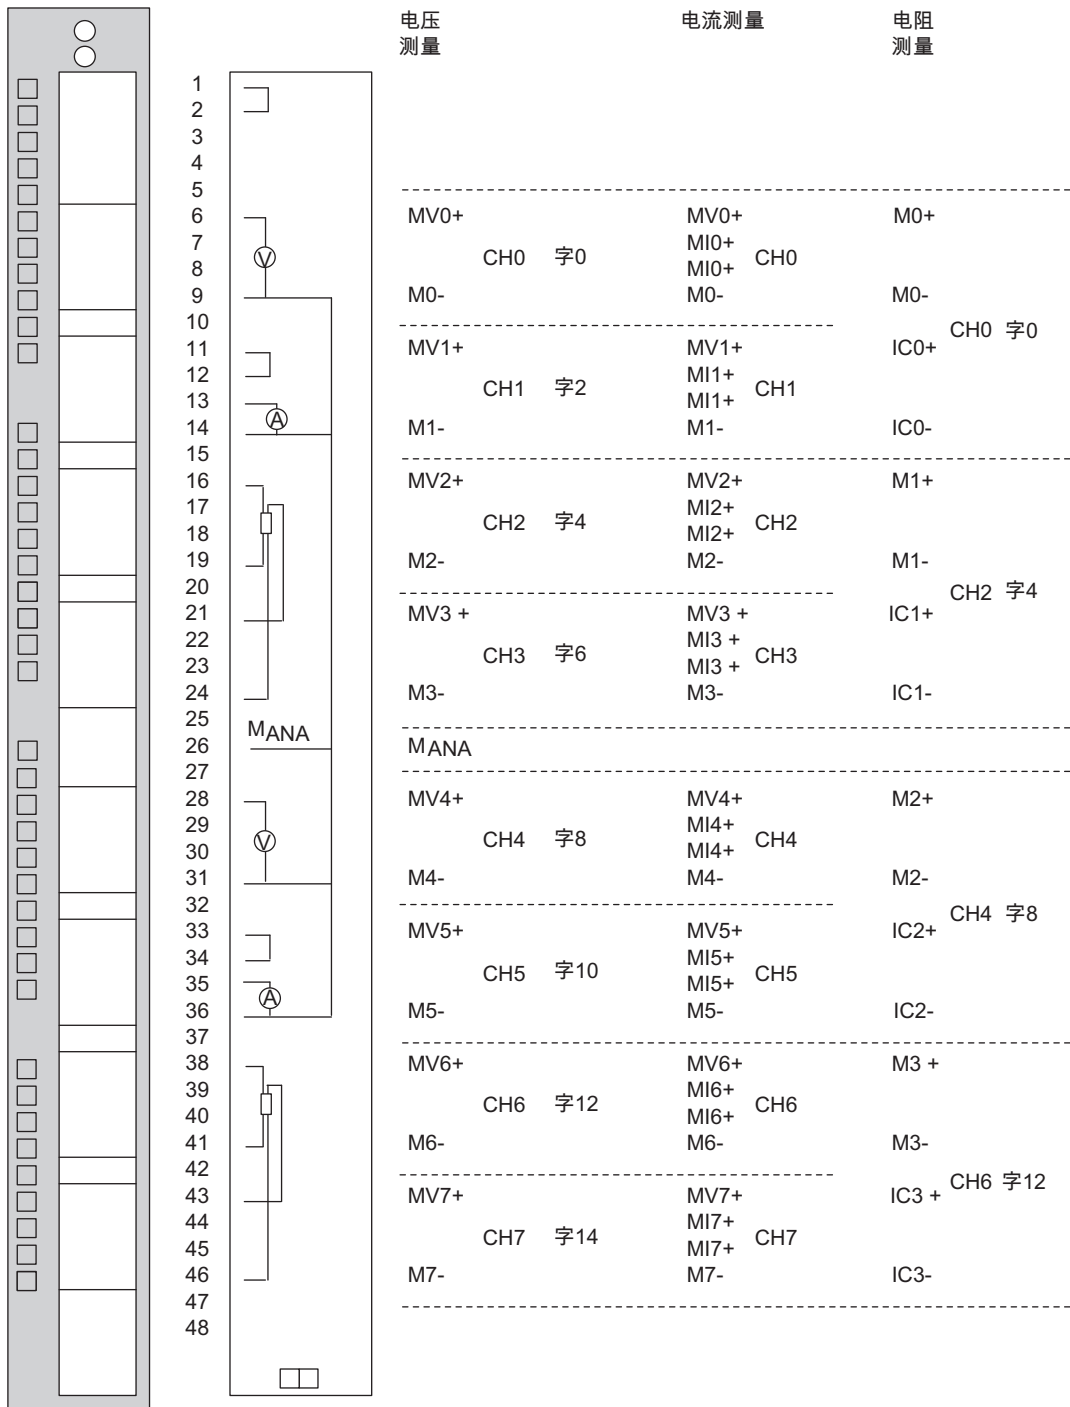 电压 电流测量 电阻
测量 测量
1
2
3
4
5
6 MV0+ MV0+ M0+
7 MI0+
V CH0 字0 CH0
8 MI0+
9 M0- M0- M0-
10 CH0 字0
11 MV1+ MV1+ IC0+
12 MI1+
CH1 字2 CH1
13 MI1+
A
14 M1- M1- IC0-
15
16 MV2+ MV2+ M1+
17 MI2+
CH2 字4 CH2
18 MI2+
19 M2- M2- M1-
20 CH2 字4
21 MV3 + MV3 + IC1+
22 MI3 +
CH3 字6 CH3
23 MI3 +
24 M3- M3- IC1-
25
26 MANA MANA
27
28 MV4+ MV4+ M2+
29 MI4+
V CH4 字8 CH4
30 MI4+
31 M4- M4- M2-
32 CH4 字8
33 MV5+ MV5+ IC2+
34 MI5+
CH5 字10 CH5
35 MI5+
A
36 M5- M5- IC2-
37
38 MV6+ MV6+ M3 +
39 MI6+
CH6 字12 CH6
40 MI6+
41 M6- M6- M3-
42 CH6 字12
43 MV7+ MV7+ IC3 +
44 MI7+
CH7 字14 CH7
45 MI7+
46 M7- M7- IC3-
47
48